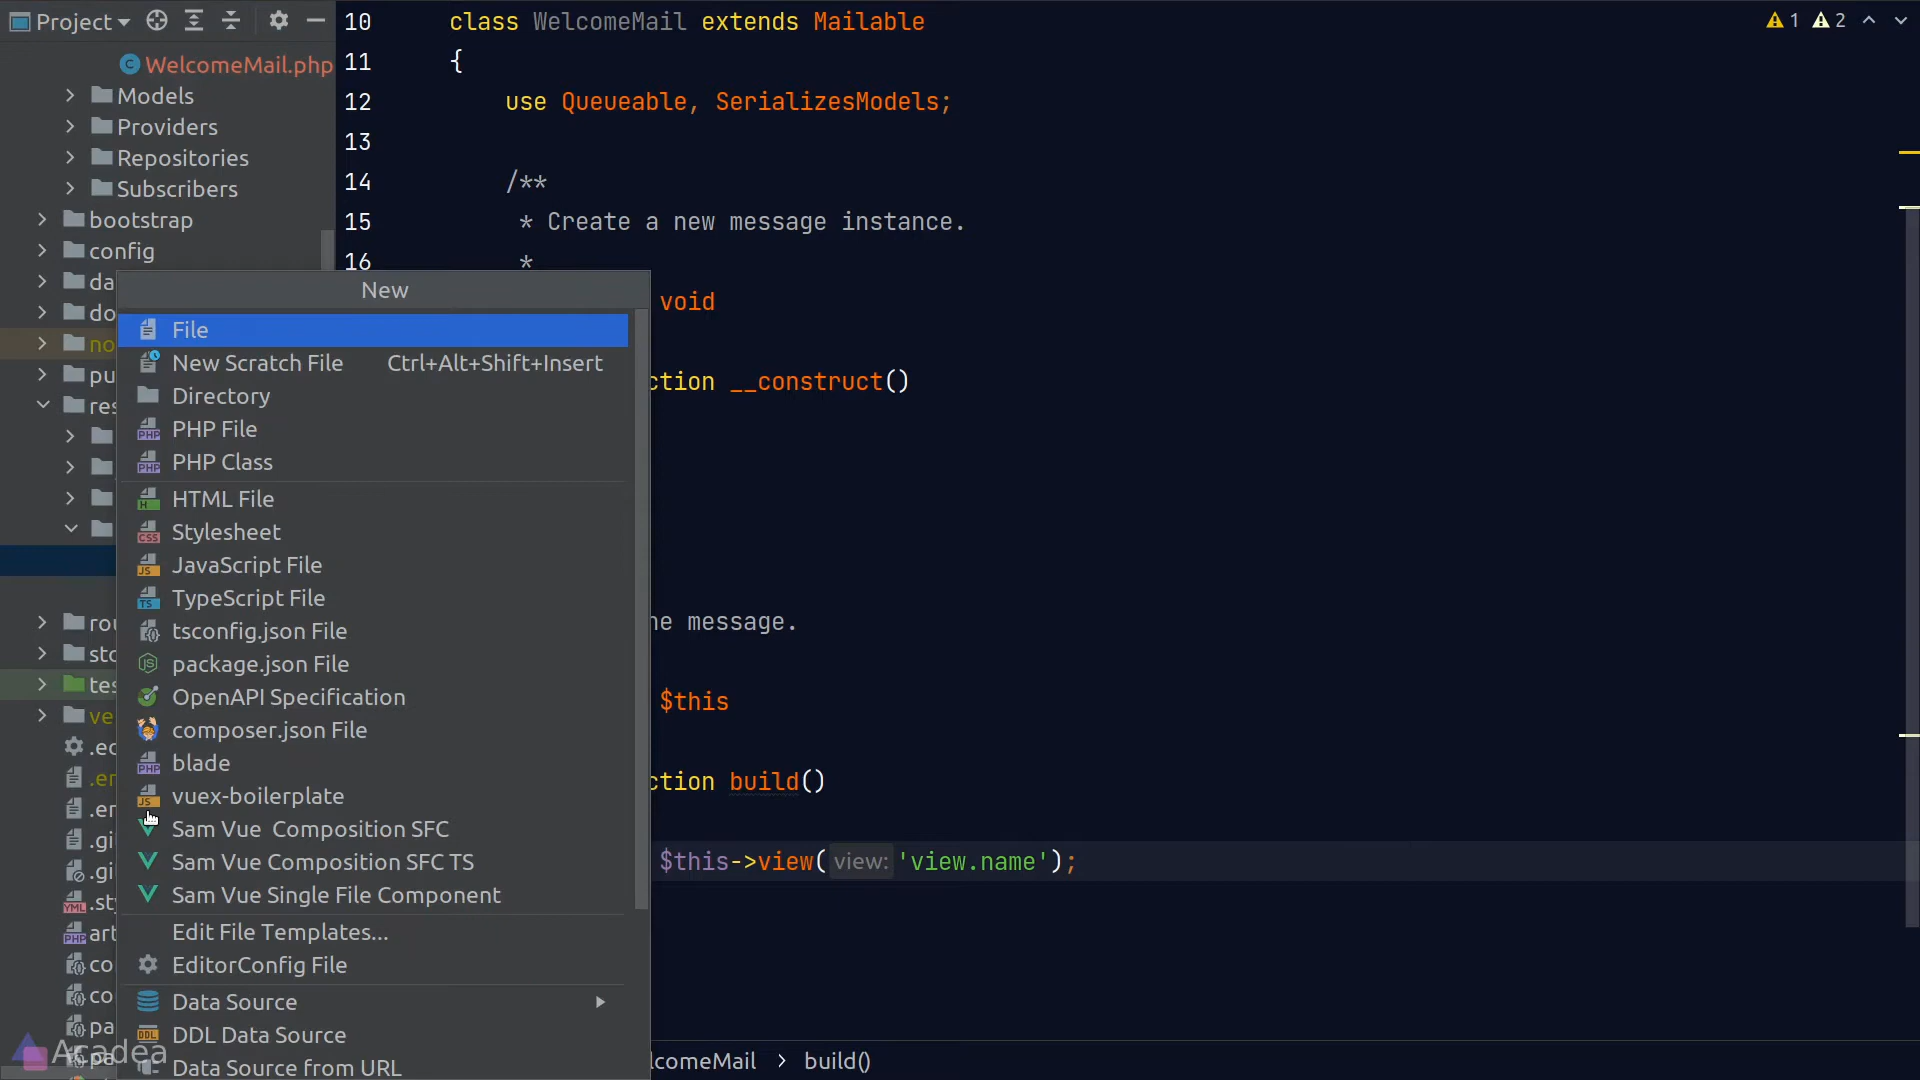 Project
WelcomeMail.php
Models
Providers
Repositories
Subscribers
bootstrap
config
da
do
no
pu
res
rou
sto
tes
ve
.ed
.en
.en
.gi
.gi
.sty
art
co
co
pa
pa
New
File
New Scratch File Ctrl+Alt+Shift+Insert
Directory
PHP File
PHP Class
HTML File
Stylesheet
JavaScript File
TypeScript File
tsconfig.json File
package.json File
OpenAPI Specification
composer.json File
blade
vuex-boilerplate
Sam Vue  Composition SFC
Sam Vue Composition SFC TS
Sam Vue Single File Component
Edit File Templates...
EditorConfig File
Data Source
DDL Data Source
Data Source from URL
10 class WelcomeMail extends Mailable
11 {
12 use Queueable, SerializesModels;
13
14 /**
15 * Create a new message instance.
16 *
void
ction __construct()
he message.
$this
ction build()
$this->view( view: 'view.name');
1 2
lcomeMail > build()
Acadea